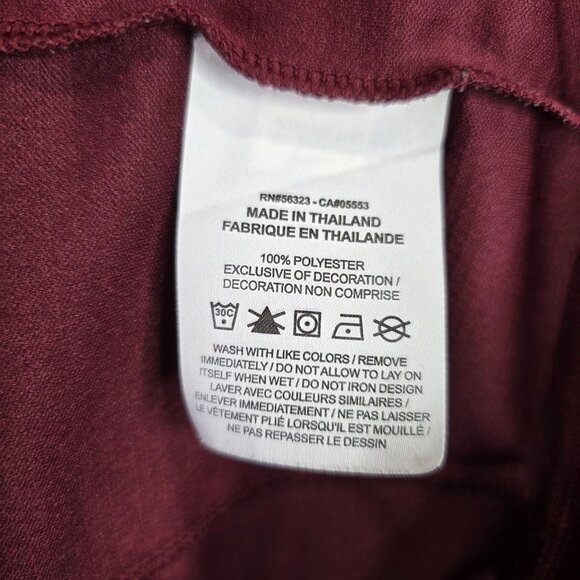 RN#56323 - CA#05553
MADE IN THAILAND
FABRIQUE EN THAILANDE
100% POLYESTER
EXCLUSIVE OF DECORATION /
DECORATION NON COMPRISE
30C
WASH WITH LIKE COLORS / REMOVE
IMMEDIATELY / DO NOT ALLOW TO LAY ON
ITSELF WHEN WET / DO NOT IRON DESIGN
LAVER AVEC COULEURS SIMILAIRES /
ENLEVER IMMEDIATEMENT / NE PAS LAISSER
LE VÊTEMENT PLIÉ LORSQU'IL EST MOUILLÉ /
NE PAS REPASSER LE DESSIN